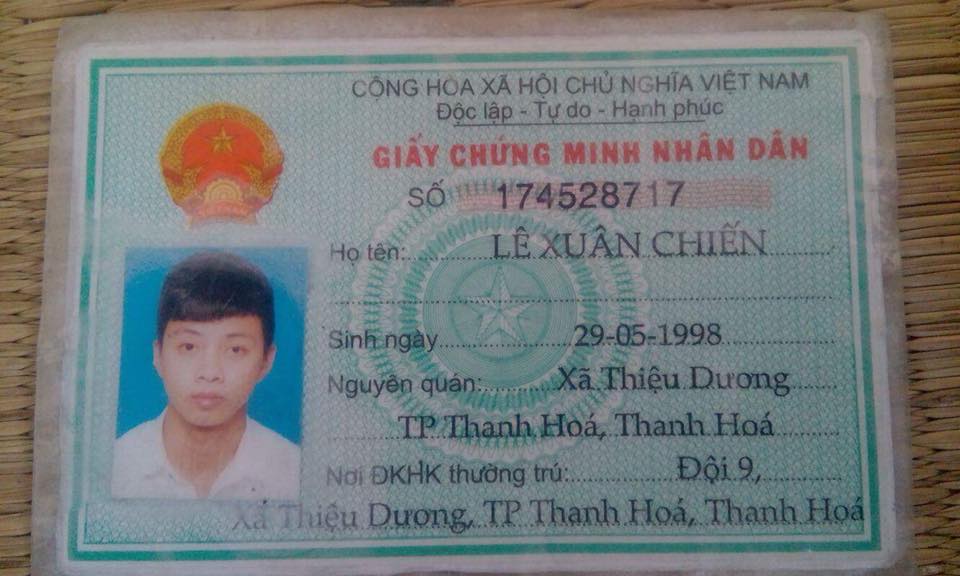 CỘNG HÒA XÃ HỘI CHỦ NGHĨA VIỆT NAM
Độc lập - Tự do - Hạnh phúc
GIẤY CHỨNG MINH NHÂN DÂN
SỐ 174528717
Họ tên: LÊ XUÂN CHIẾN
Sinh ngày 29-05-1998
Nguyên quán: Xã Thiệu Dương
TP Thanh Hoá, Thanh Hoá
Nơi ĐKHK thường trú: Đội 9,
Xã Thiệu Dương, TP Thanh Hoá, Thanh Hoá